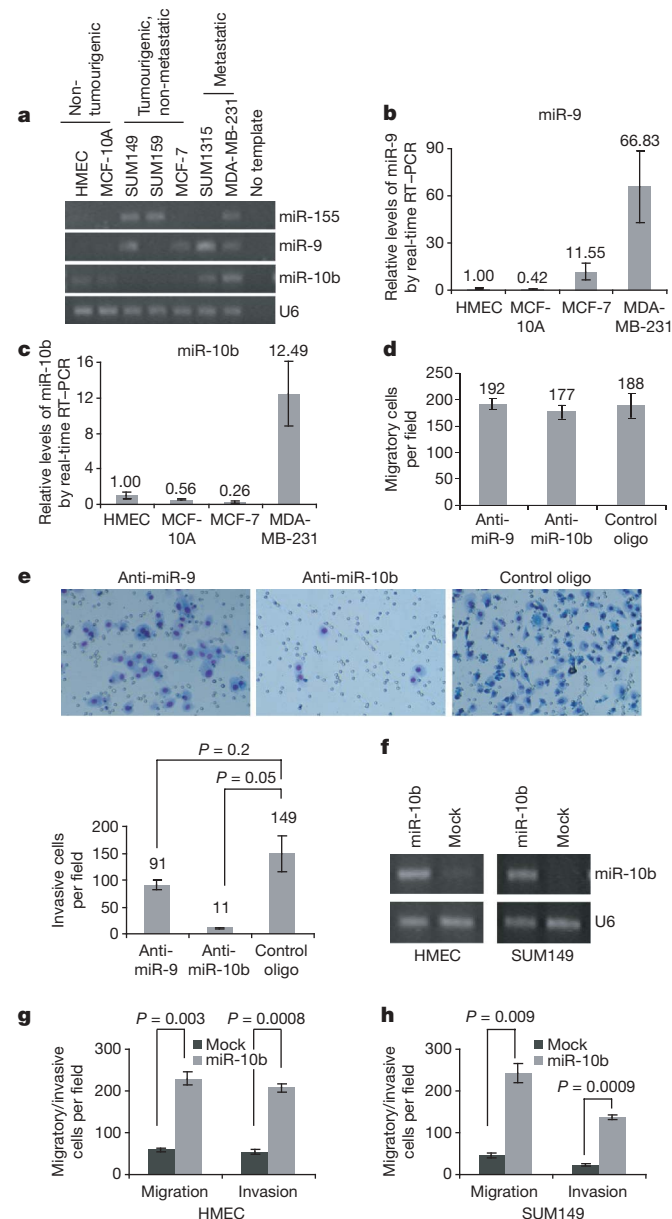 a
Non-
tumourigenic
Tumourigenic,
non-metastatic
Metastatic
HMEC
MCF-10A
SUM149
SUM159
MCF-7
SUM1315
MDA-MB-231
No template
miR-155
miR-9
miR-10b
U6
b
miR-9
Relative levels of miR-9
by real-time RT–PCR
90
60
30
0
1.00
0.42
11.55
66.83
HMEC
MCF-
10A
MCF-7
MDA-
MB-231
c
miR-10b
Relative levels of miR-10b
by real-time RT–PCR
16
12
8
4
0
1.00
0.56
0.26
12.49
HMEC
MCF-
10A
MCF-7
MDA-
MB-231
d
Migratory cells
per field
250
200
150
100
50
0
192
177
188
Anti-
miR-9
Anti-
miR-10b
Control
oligo
e
Anti-miR-9
Anti-miR-10b
Control oligo
P = 0.2
P = 0.05
Invasive cells
per field
200
150
100
50
0
91
11
149
Anti-
miR-9
Anti-
miR-10b
Control
oligo
f
miR-10b
Mock
miR-10b
Mock
miR-10b
U6
HMEC
SUM149
g
P = 0.003
P = 0.0008
Mock
miR-10b
Migratory/invasive
cells per field
300
200
100
0
Migration
Invasion
HMEC
h
P = 0.009
Mock
miR-10b
P = 0.0009
Migratory/invasive
cells per field
300
200
100
0
Migration
Invasion
SUM149